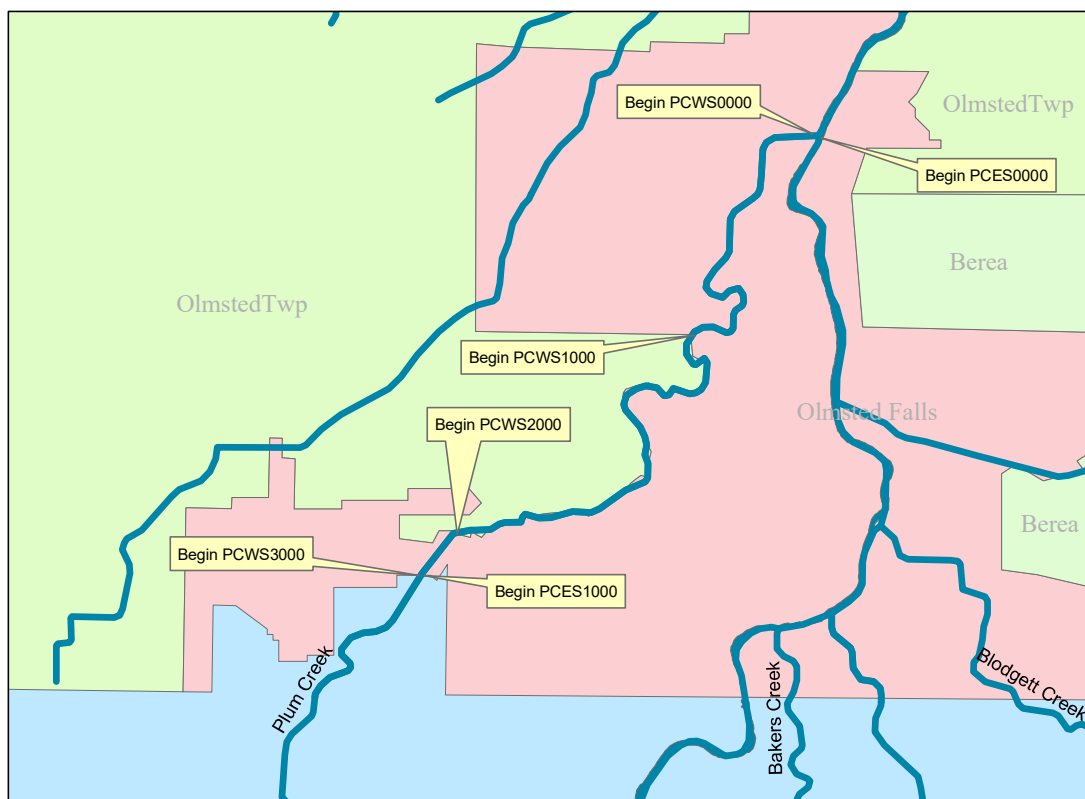 Begin PCWS0000
OlmstedTwp
Begin PCES0000
Berea
OlmstedTwp
Begin PCWS1000
Olmsted Falls
Begin PCWS2000
Berea
Begin PCWS3000
Begin PCES1000
Plum Creek
Bakers Creek
Blodgett Creek